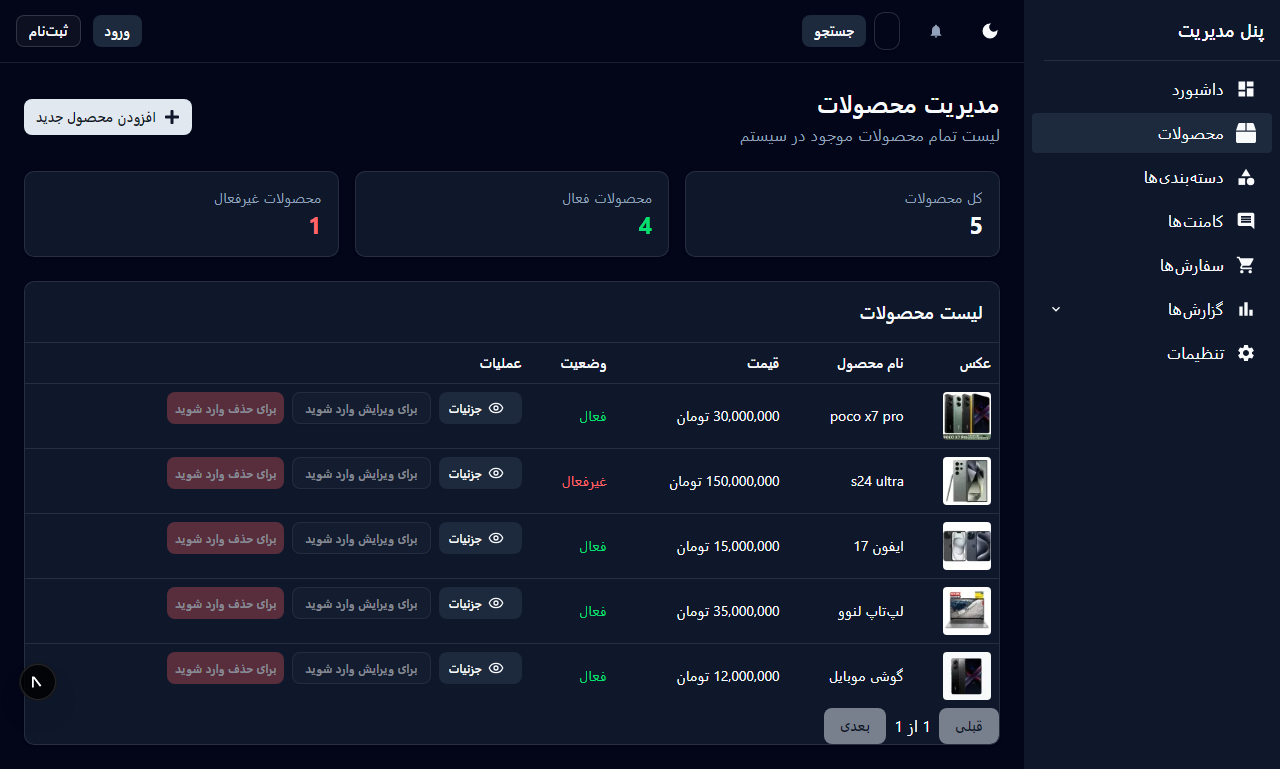 پنل مدیریت
داشبورد
محصولات
دسته‌بندی‌ها
کامنت‌ها
سفارش‌ها
گزارش‌ها
تنظیمات
جستجو
ورود
ثبت‌نام
مدیریت محصولات
لیست تمام محصولات موجود در سیستم
افزودن محصول جدید
کل محصولات
5
محصولات فعال
4
محصولات غیرفعال
1
لیست محصولات
عکس نام محصول قیمت وضعیت عملیات
poco x7 pro 30,000,000 تومان فعال جزئیات برای ویرایش وارد شوید برای حذف وارد شوید
s24 ultra 150,000,000 تومان غیرفعال جزئیات برای ویرایش وارد شوید برای حذف وارد شوید
ایفون 17 15,000,000 تومان فعال جزئیات برای ویرایش وارد شوید برای حذف وارد شوید
لپ‌تاپ لنوو 35,000,000 تومان فعال جزئیات برای ویرایش وارد شوید برای حذف وارد شوید
گوشی موبایل 12,000,000 تومان فعال جزئیات برای ویرایش وارد شوید برای حذف وارد شوید
قبلی 1 از 1 بعدی